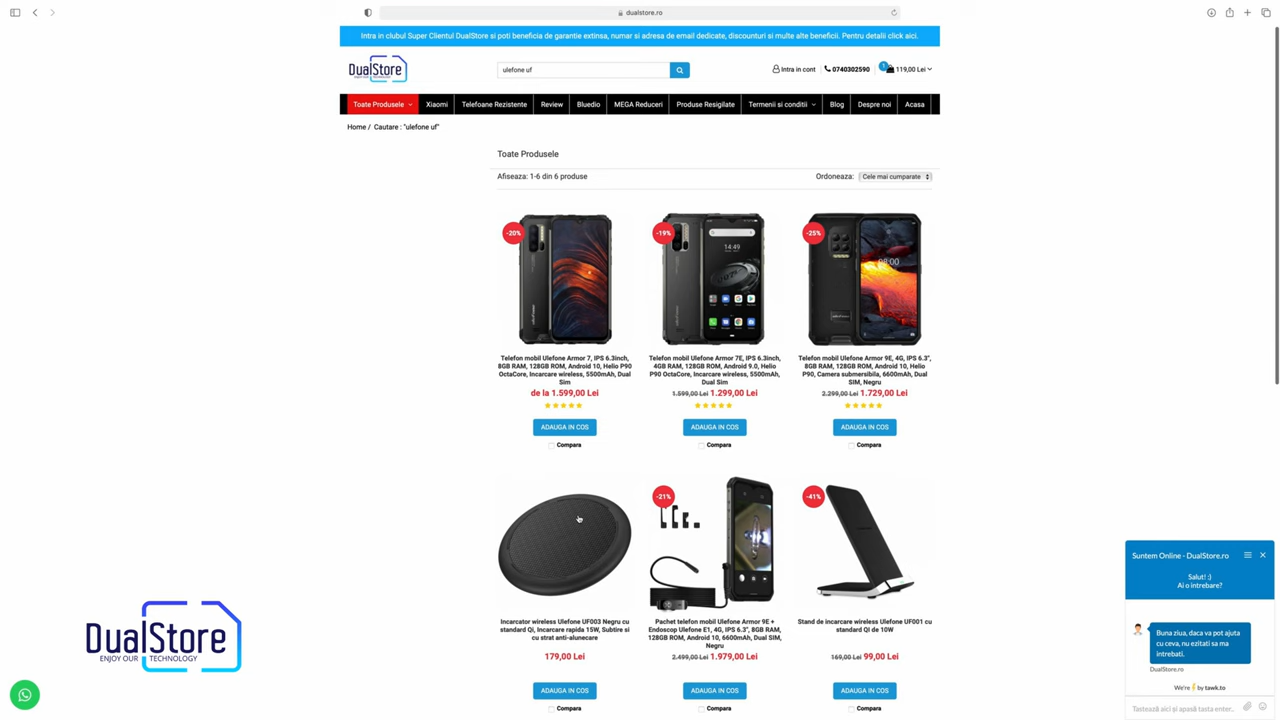 dualstore.ro
Intra in clubul Super Clientul DualStore si poti beneficia de garantie extinsa, numar si adresa de email dedicate, discounturi si multe alte beneficii. Pentru detalii click aici.
DualStore
ENJOY OUR TECHNOLOGY
ulefone uf
Intra in cont
0740302590
1
119,00 Lei
Toate Produsele
Xiaomi
Telefoane Rezistente
Review
Bluedio
MEGA Reduceri
Produse Resigilate
Termenii si conditii
Blog
Despre noi
Acasa
Home / Cautare : "ulefone uf"
Toate Produsele
Afiseaza: 1-6 din 6 produse
Ordoneaza:
Cele mai cumparate
-20%
-19%
14:49
-25%
08:00
Telefon mobil Ulefone Armor 7, IPS 6.3inch,
8GB RAM, 128GB ROM, Android 10, Helio P90
OctaCore, Incarcare wireless, 5500mAh, Dual
Sim
de la 1.599,00 Lei
ADAUGA IN COS
Compara
Telefon mobil Ulefone Armor 7E, IPS 6.3inch,
4GB RAM, 128GB ROM, Android 9.0, Helio
P90 OctaCore, Incarcare wireless, 5500mAh,
Dual Sim
1.599,00 Lei 1.299,00 Lei
ADAUGA IN COS
Compara
Telefon mobil Ulefone Armor 9E, 4G, IPS 6.3",
8GB RAM, 128GB ROM, Android 10, Helio
P90, Camera submersibila, 6600mAh, Dual
SIM, Negru
2.299,00 Lei 1.729,00 Lei
ADAUGA IN COS
Compara
-21%
-41%
Incarcator wireless Ulefone UF003 Negru cu
standard Qi, Incarcare rapida 15W, Subtire si
cu strat anti-alunecare
179,00 Lei
ADAUGA IN COS
Compara
Pachet telefon mobil Ulefone Armor 9E +
Endoscop Ulefone E1, 4G, IPS 6.3", 8GB RAM,
128GB ROM, Android 10, 6600mAh, Dual SIM,
Negru
2.499,00 Lei 1.979,00 Lei
ADAUGA IN COS
Compara
Stand de incarcare wireless Ulefone UF001 cu
standard QI de 10W
169,00 Lei 99,00 Lei
ADAUGA IN COS
Compara
DualStore
ENJOY OUR TECHNOLOGY
Suntem Online - DualStore.ro
Salut! ;)
Ai o intrebare?
Buna ziua, daca va pot ajuta
cu ceva, nu ezitati sa ma
intrebati.
DualStore.ro
We're by tawk.to
Tastează aici și apasă tasta enter..